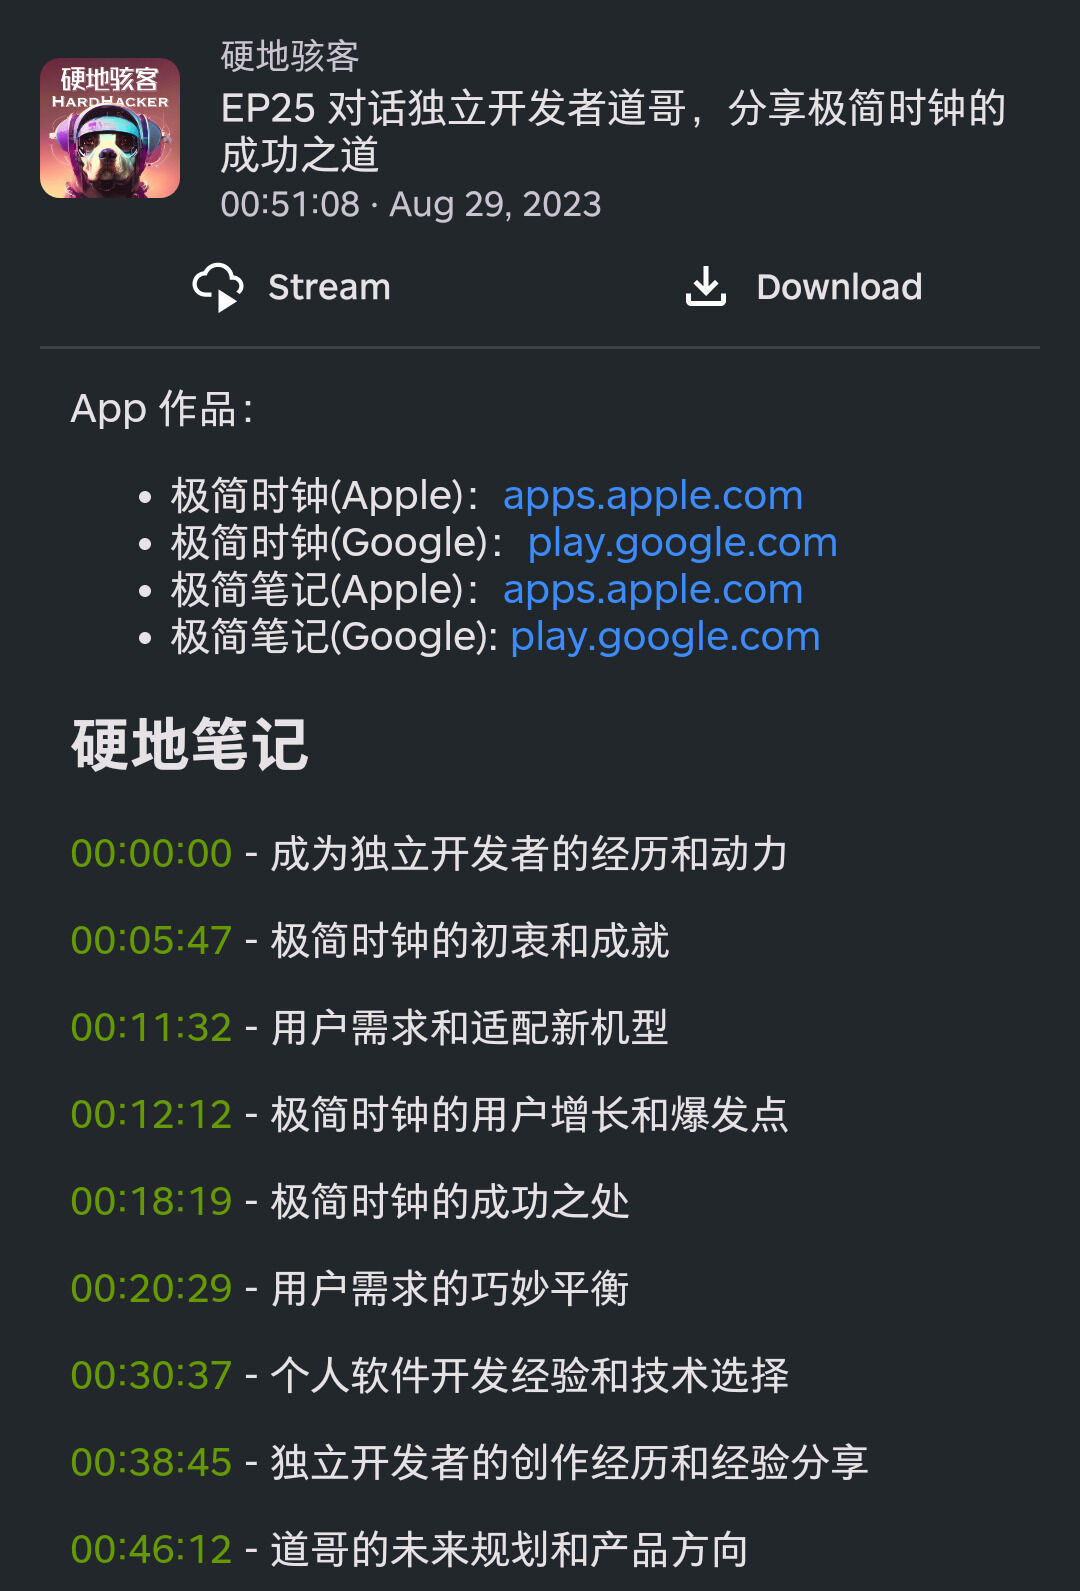 硬地骇客
HARDHACKER
硬地骇客
EP25 对话独立开发者道哥，分享极简时钟的
成功之道
00:51:08 · Aug 29, 2023
Stream
Download
App 作品：
• 极简时钟(Apple)：apps.apple.com
• 极简时钟(Google)：play.google.com
• 极简笔记(Apple)：apps.apple.com
• 极简笔记(Google): play.google.com
硬地笔记
00:00:00 - 成为独立开发者的经历和动力
00:05:47 - 极简时钟的初衷和成就
00:11:32 - 用户需求和适配新机型
00:12:12 - 极简时钟的用户增长和爆发点
00:18:19 - 极简时钟的成功之处
00:20:29 - 用户需求的巧妙平衡
00:30:37 - 个人软件开发经验和技术选择
00:38:45 - 独立开发者的创作经历和经验分享
00:46:12 - 道哥的未来规划和产品方向